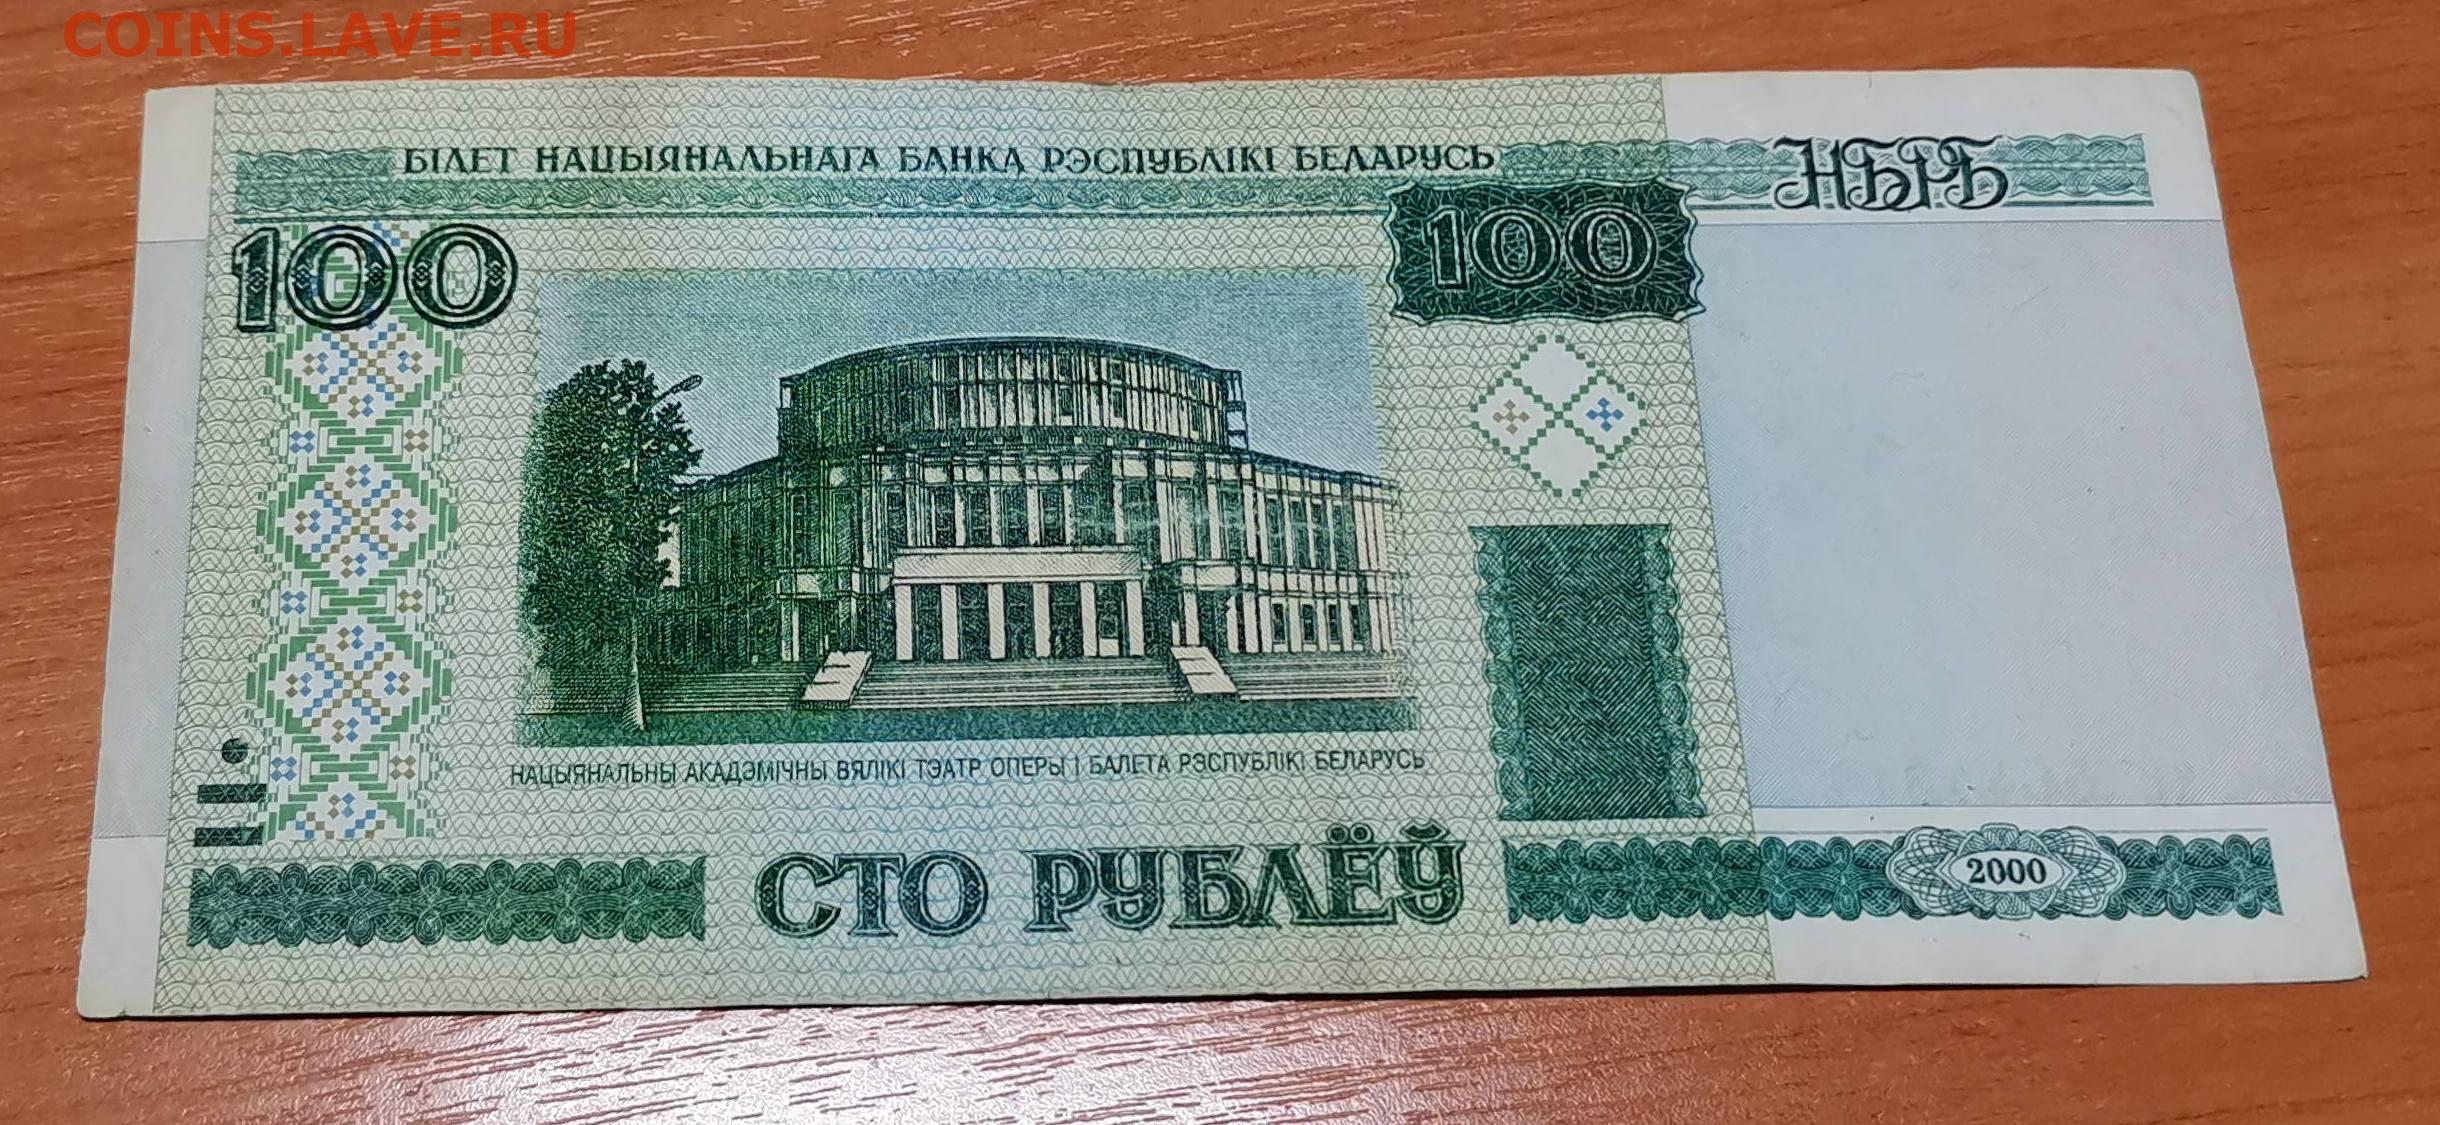 COINS.LAVE.RU
БІЛЕТ НАЦЫЯНАЛЬНАГА БАНКА РЭСПУБЛІКІ БЕЛАРУСЬ
НБРБ
100
100
НАЦЫЯНАЛЬНЫ АКАДЭМІЧНЫ ВЯЛІКІ ТЭАТР ОПЕРЫ І БАЛЕТА РЭСПУБЛІКІ БЕЛАРУСЬ
СТО РУБЛЁЎ
2000